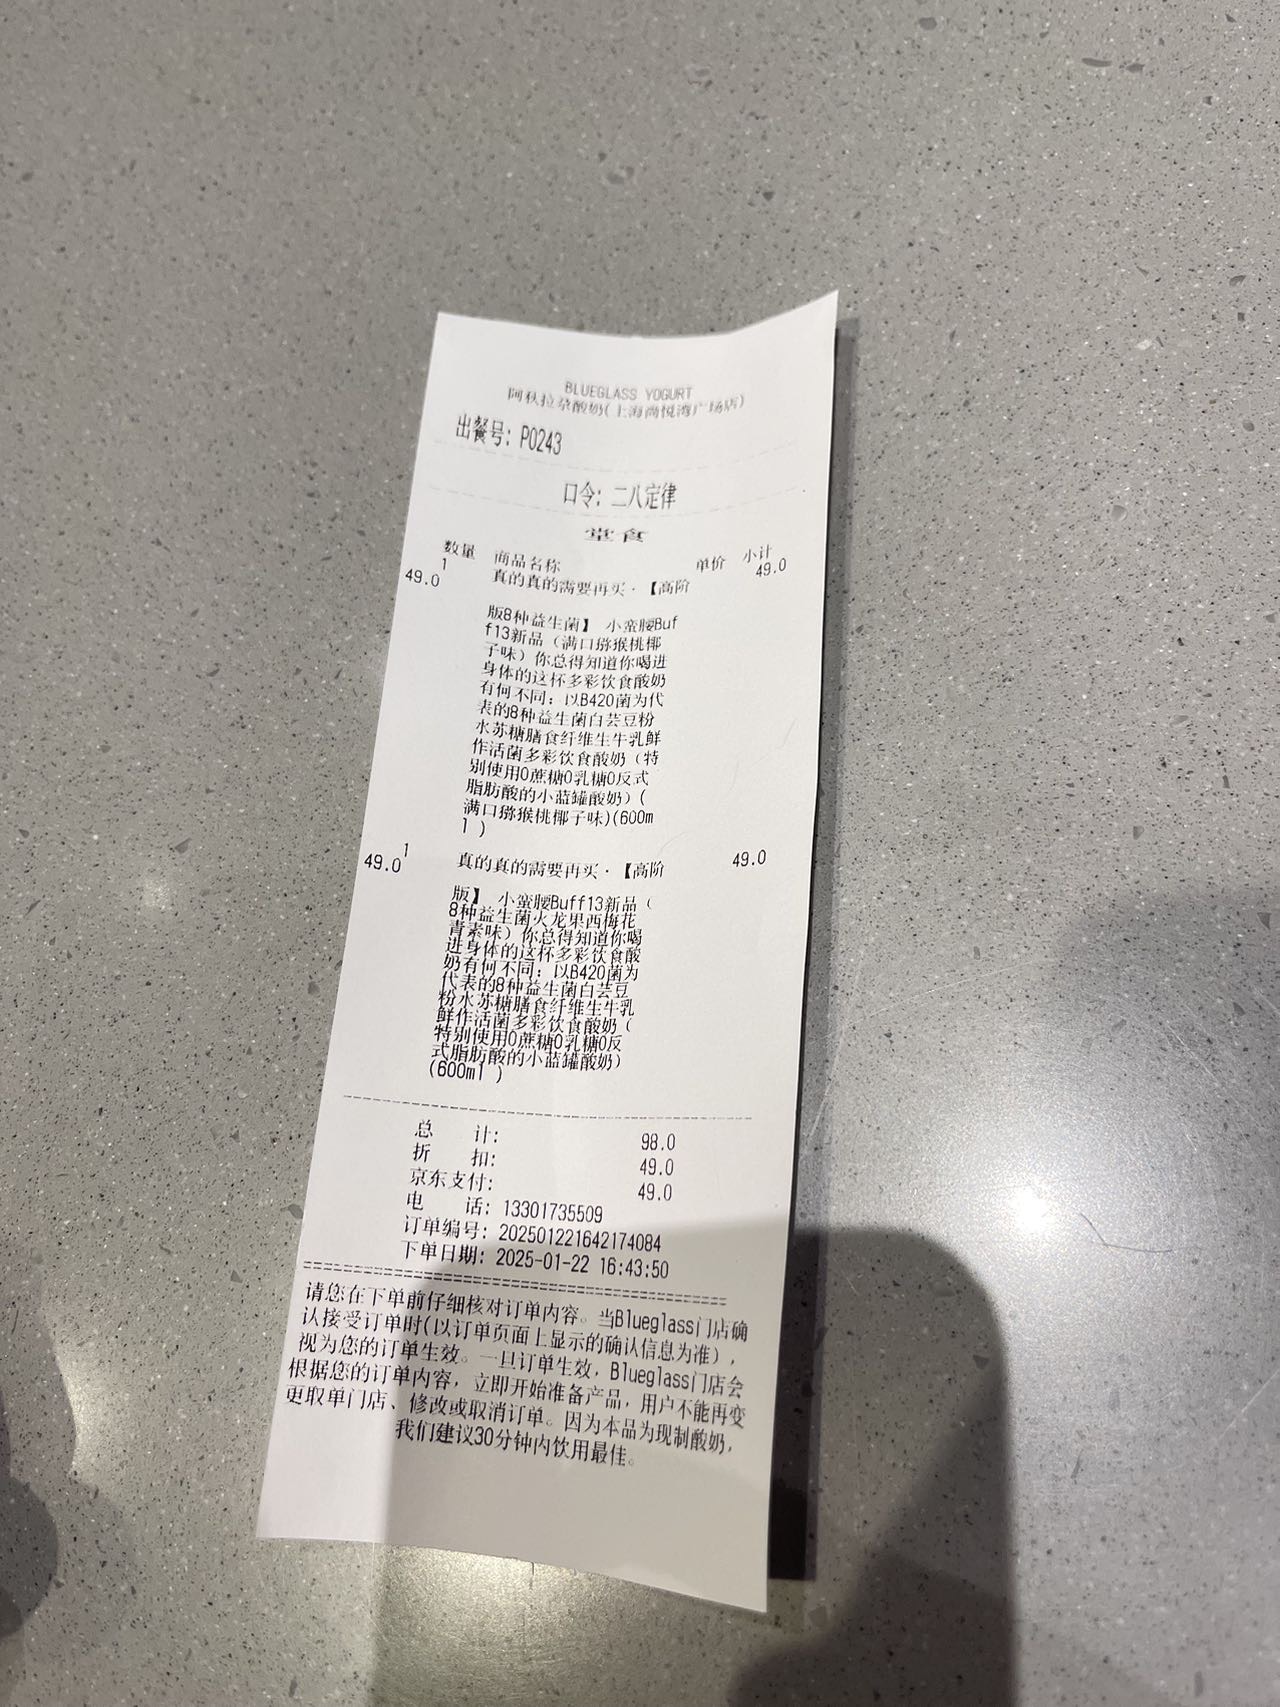 BLUEGLASS YOGURT
阿秋拉尕酸奶(上海尚悦湾广场店)
出餐号: P0243
口令: 二八定律
堂食
数量 商品名称 单价 小计
1 真的真的需要再买·【高阶 49.0
49.0
版8种益生菌】 小蛮腰Buf
f13新品（满口猕猴桃椰
子味）你总得知道你喝进
身体的这杯多彩饮食酸奶
有何不同：以B420菌为代
表的8种益生菌白芸豆粉
水苏糖膳食纤维生牛乳鲜
作活菌多彩饮食酸奶（特
别使用0蔗糖0乳糖0反式
脂肪酸的小蓝罐酸奶）(
满口猕猴桃椰子味)(600m
l )
1 真的真的需要再买·【高阶 49.0
49.0
版】 小蛮腰Buff13新品（
8种益生菌火龙果西梅花
青素味）你总得知道你喝
进身体的这杯多彩饮食酸
奶有何不同：以B420菌为
代表的8种益生菌白芸豆
粉水苏糖膳食纤维生牛乳
鲜作活菌多彩饮食酸奶（
特别使用0蔗糖0乳糖0反
式脂肪酸的小蓝罐酸奶）
(600ml )
总 计: 98.0
折 扣: 49.0
京东支付: 49.0
电 话: 13301735509
订单编号: 202501221642174084
下单日期: 2025-01-22 16:43:50
请您在下单前仔细核对订单内容。当Blueglass门店确
认接受订单时(以订单页面上显示的确认信息为准)，
视为您的订单生效。一旦订单生效，Blueglass门店会
根据您的订单内容，立即开始准备产品，用户不能再变
更取单门店、修改或取消订单。因为本品为现制酸奶，
我们建议30分钟内饮用最佳。